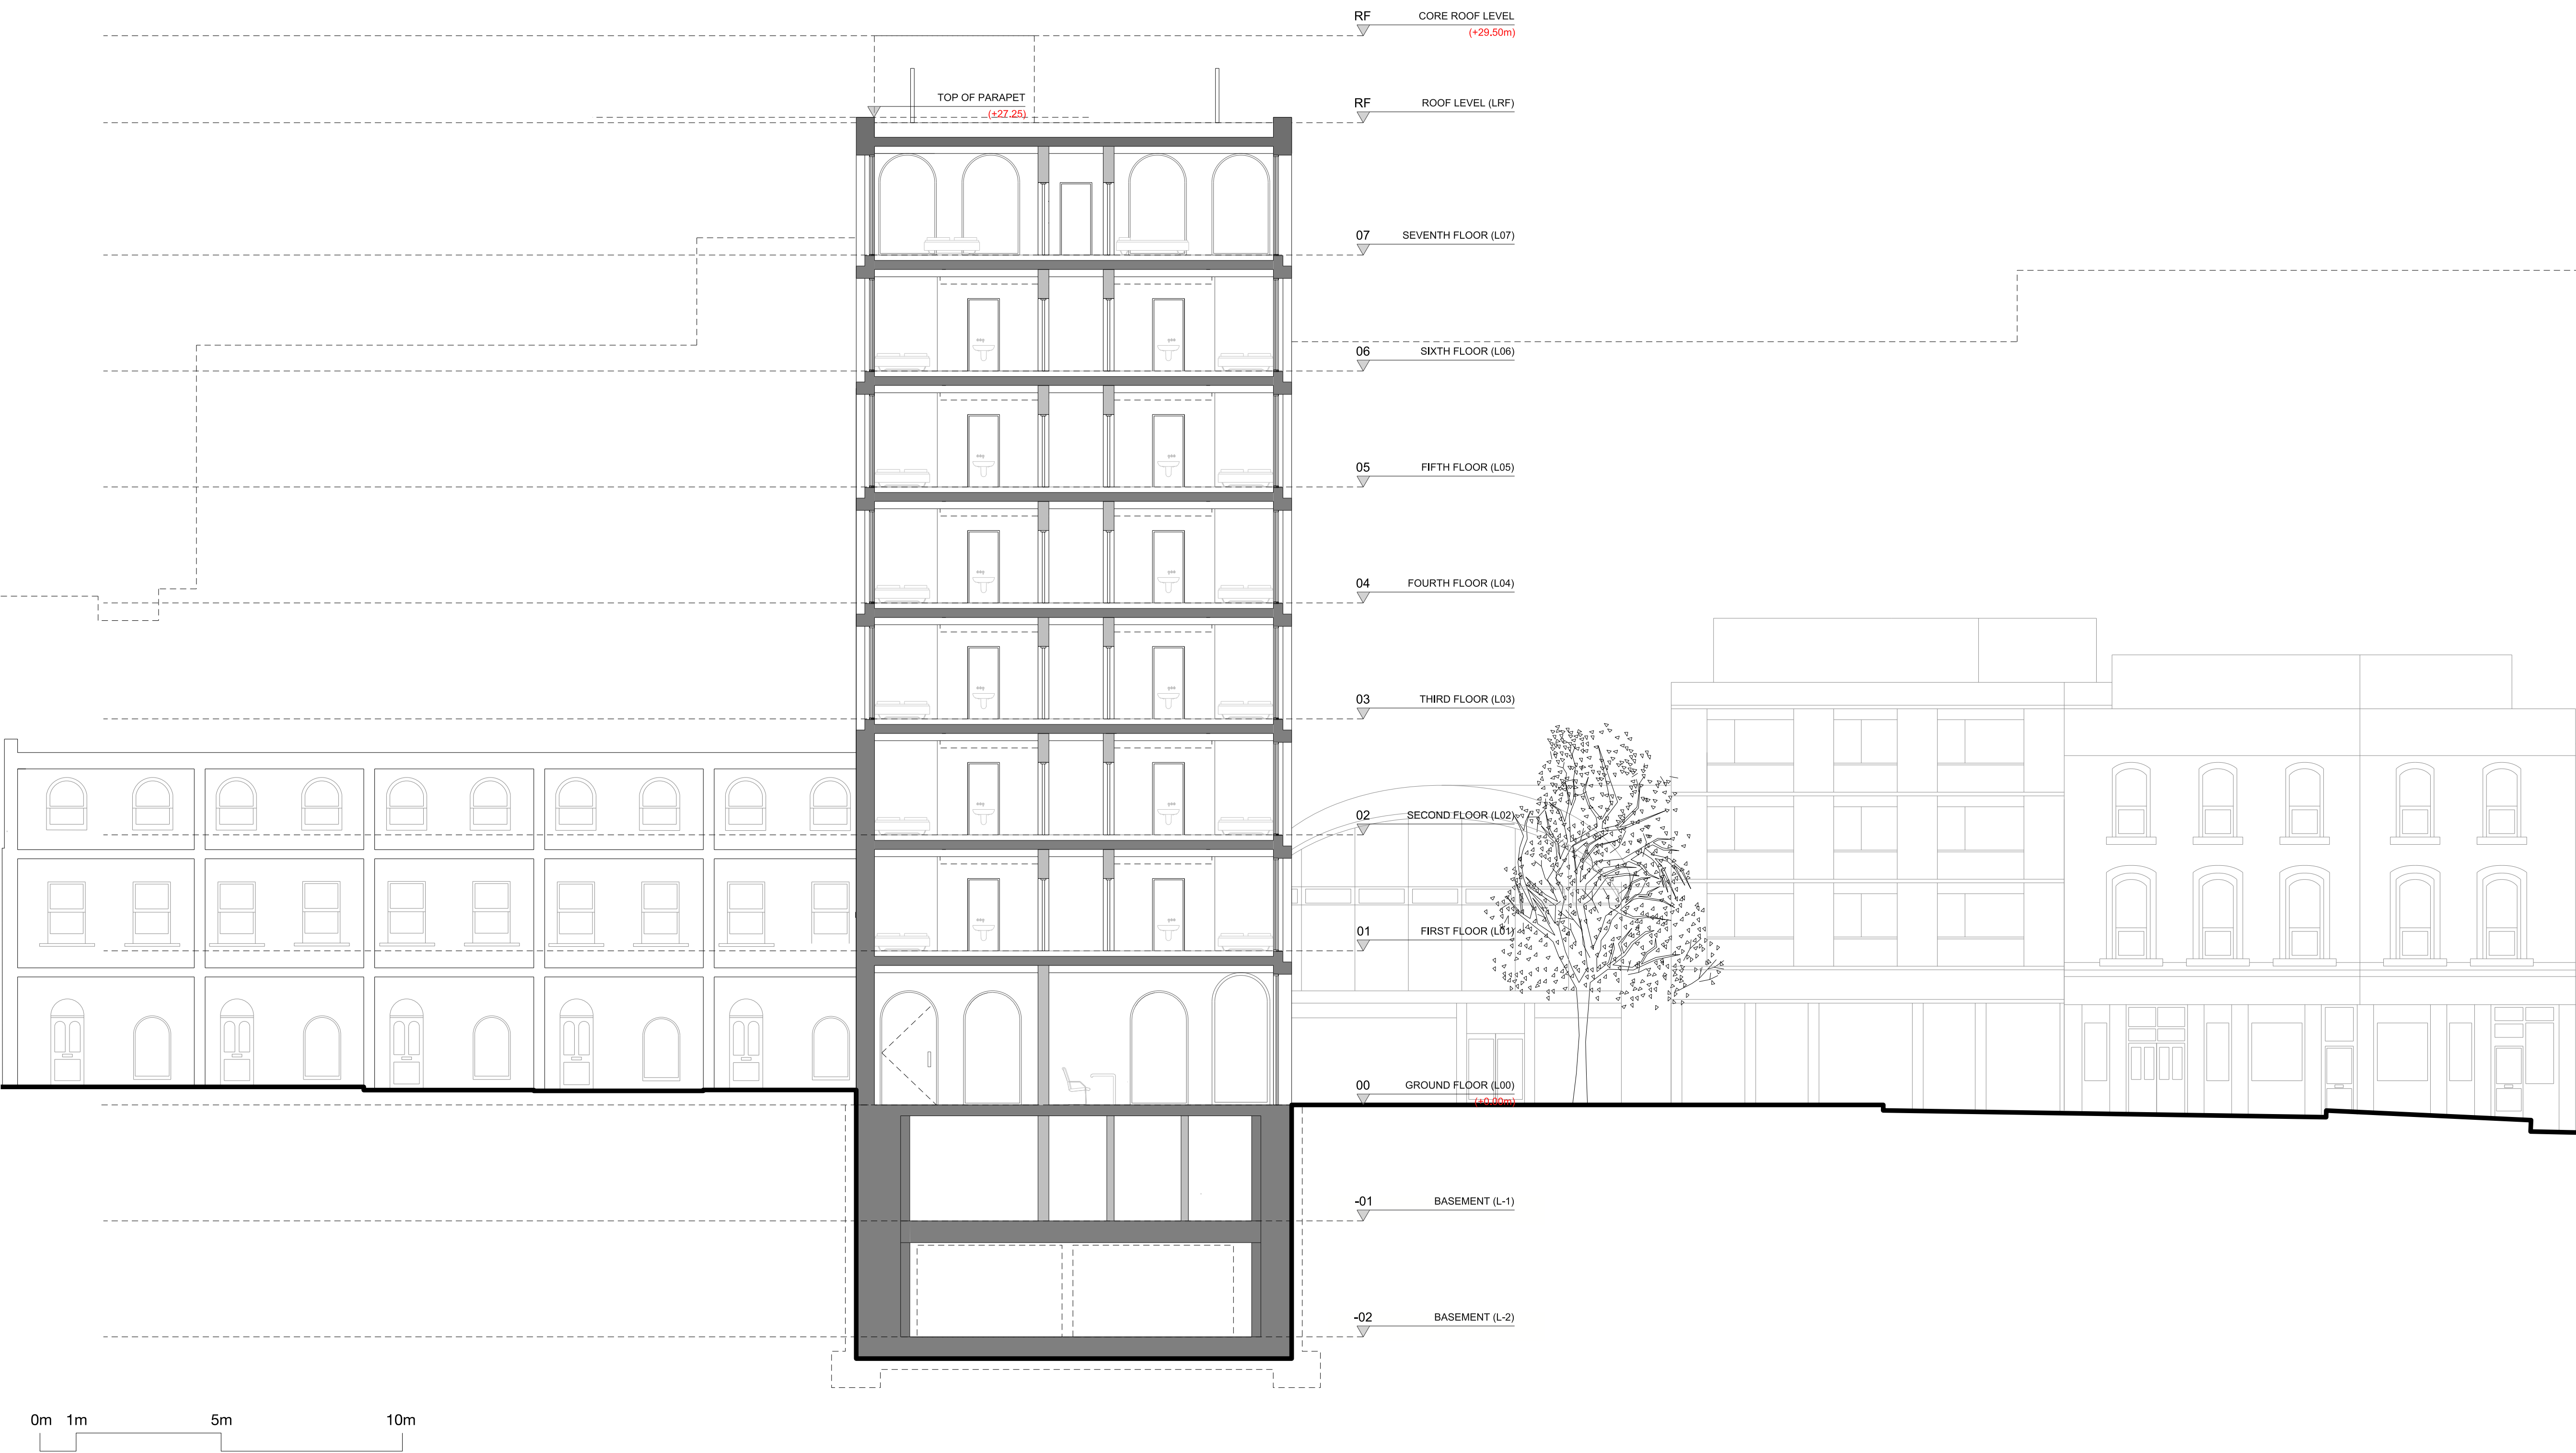 RF CORE ROOF LEVEL
(+29.50m)
TOP OF PARAPET
(+27.25)
RF ROOF LEVEL (LRF)
07 SEVENTH FLOOR (L07)
06 SIXTH FLOOR (L06)
05 FIFTH FLOOR (L05)
04 FOURTH FLOOR (L04)
03 THIRD FLOOR (L03)
02 SECOND FLOOR (L02)
01 FIRST FLOOR (L01)
00 GROUND FLOOR (L00)
(+0.00m)
-01 BASEMENT (L-1)
-02 BASEMENT (L-2)
0m 1m 5m 10m